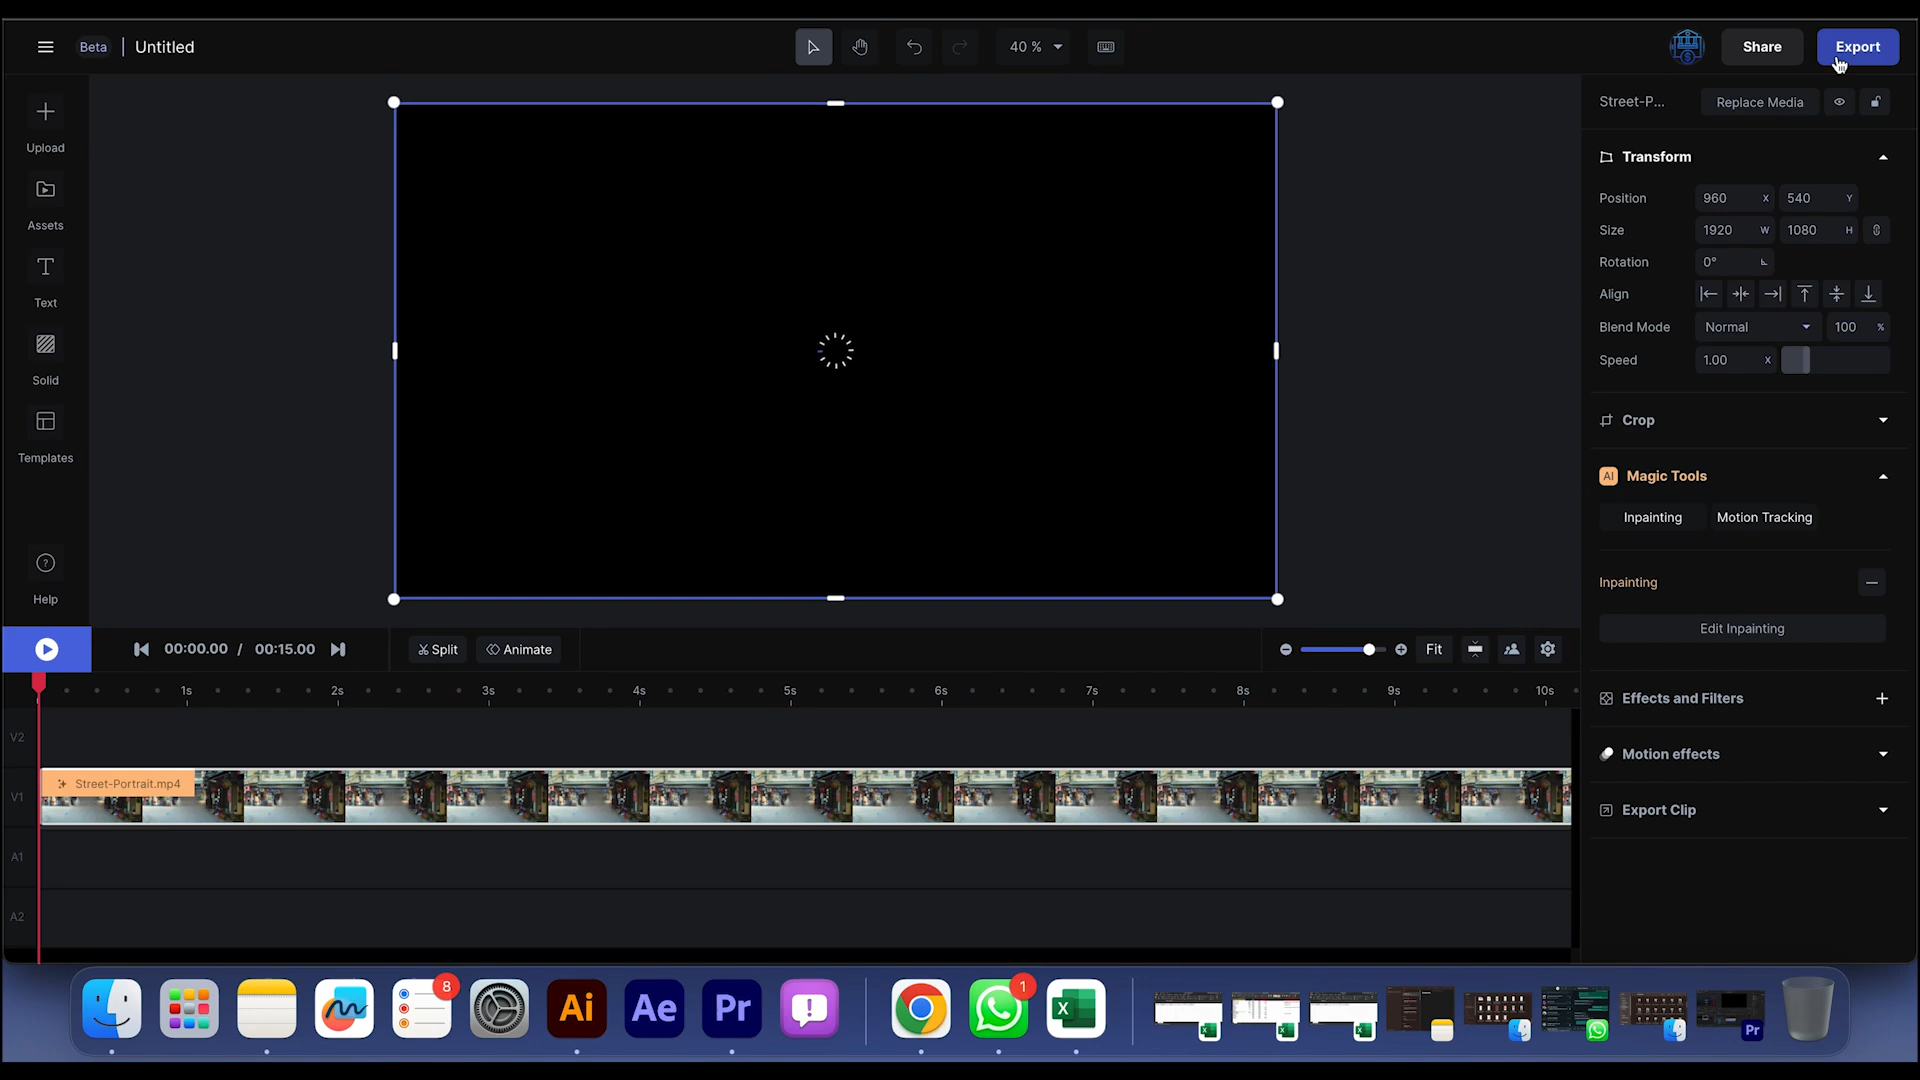 Beta | Untitled
40 %
Share
Export
Upload
Assets
Text
Solid
Templates
Help
Street-P...
Replace Media
Transform
Position 960 X 540 Y
Size 1920 W 1080 H
Rotation 0°
Align
Blend Mode Normal 100 %
Speed 1.00 X
Crop
AI Magic Tools
Inpainting Motion Tracking
Inpainting
Edit Inpainting
Effects and Filters
Motion effects
Export Clip
00:00.00 / 00:15.00
Split
Animate
Fit
1s 2s 3s 4s 5s 6s 7s 8s 9s 10s
V2
Street-Portrait.mp4
V1
A1
A2
8
Ai
Ae
Pr
1
X
Pr